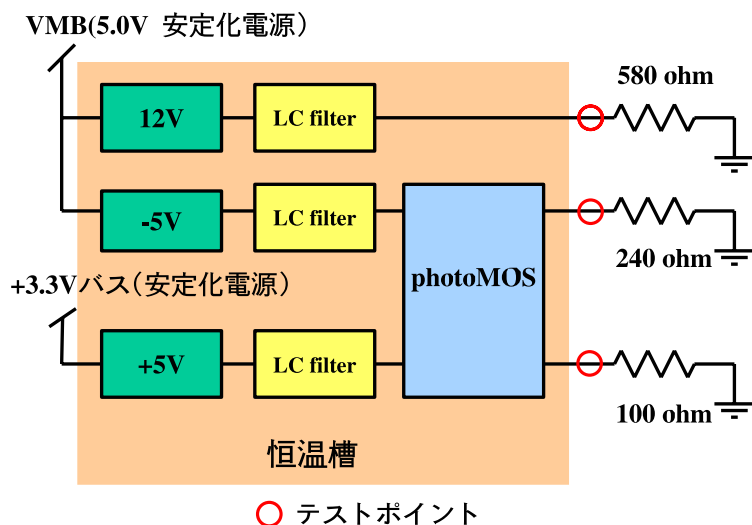 VMB(5.0V 安定化電源）
580 ohm
12V
LC filter
-5V
LC filter
photoMOS
240 ohm
+3.3Vバス（安定化電源）
+5V
LC filter
100 ohm
恒温槽
テストポイント